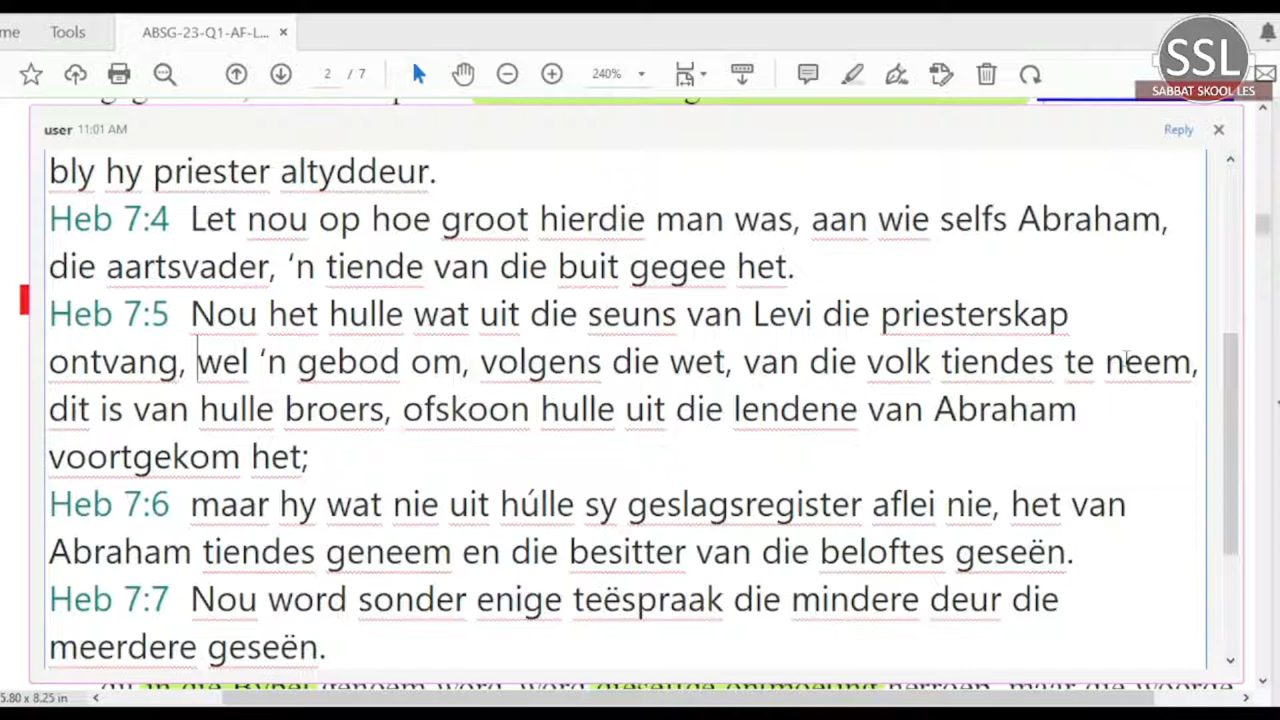 me Tools ABSG-23-Q1-AF-L... ×
2 / 7 240%
SSL
SABBAT SKOOL LES
user 11:01 AM Reply
bly hy priester altyddeur.
Heb 7:4 Let nou op hoe groot hierdie man was, aan wie selfs Abraham,
die aartsvader, ‘n tiende van die buit gegee het.
Heb 7:5 Nou het hulle wat uit die seuns van Levi die priesterskap
ontvang, wel ‘n gebod om, volgens die wet, van die volk tiendes te neem,
dit is van hulle broers, ofskoon hulle uit die lendene van Abraham
voortgekom het;
Heb 7:6 maar hy wat nie uit húlle sy geslagsregister aflei nie, het van
Abraham tiendes geneem en die besitter van die beloftes geseën.
Heb 7:7 Nou word sonder enige teëspraak die mindere deur die
meerdere geseën.
5.80 x 8.25 in